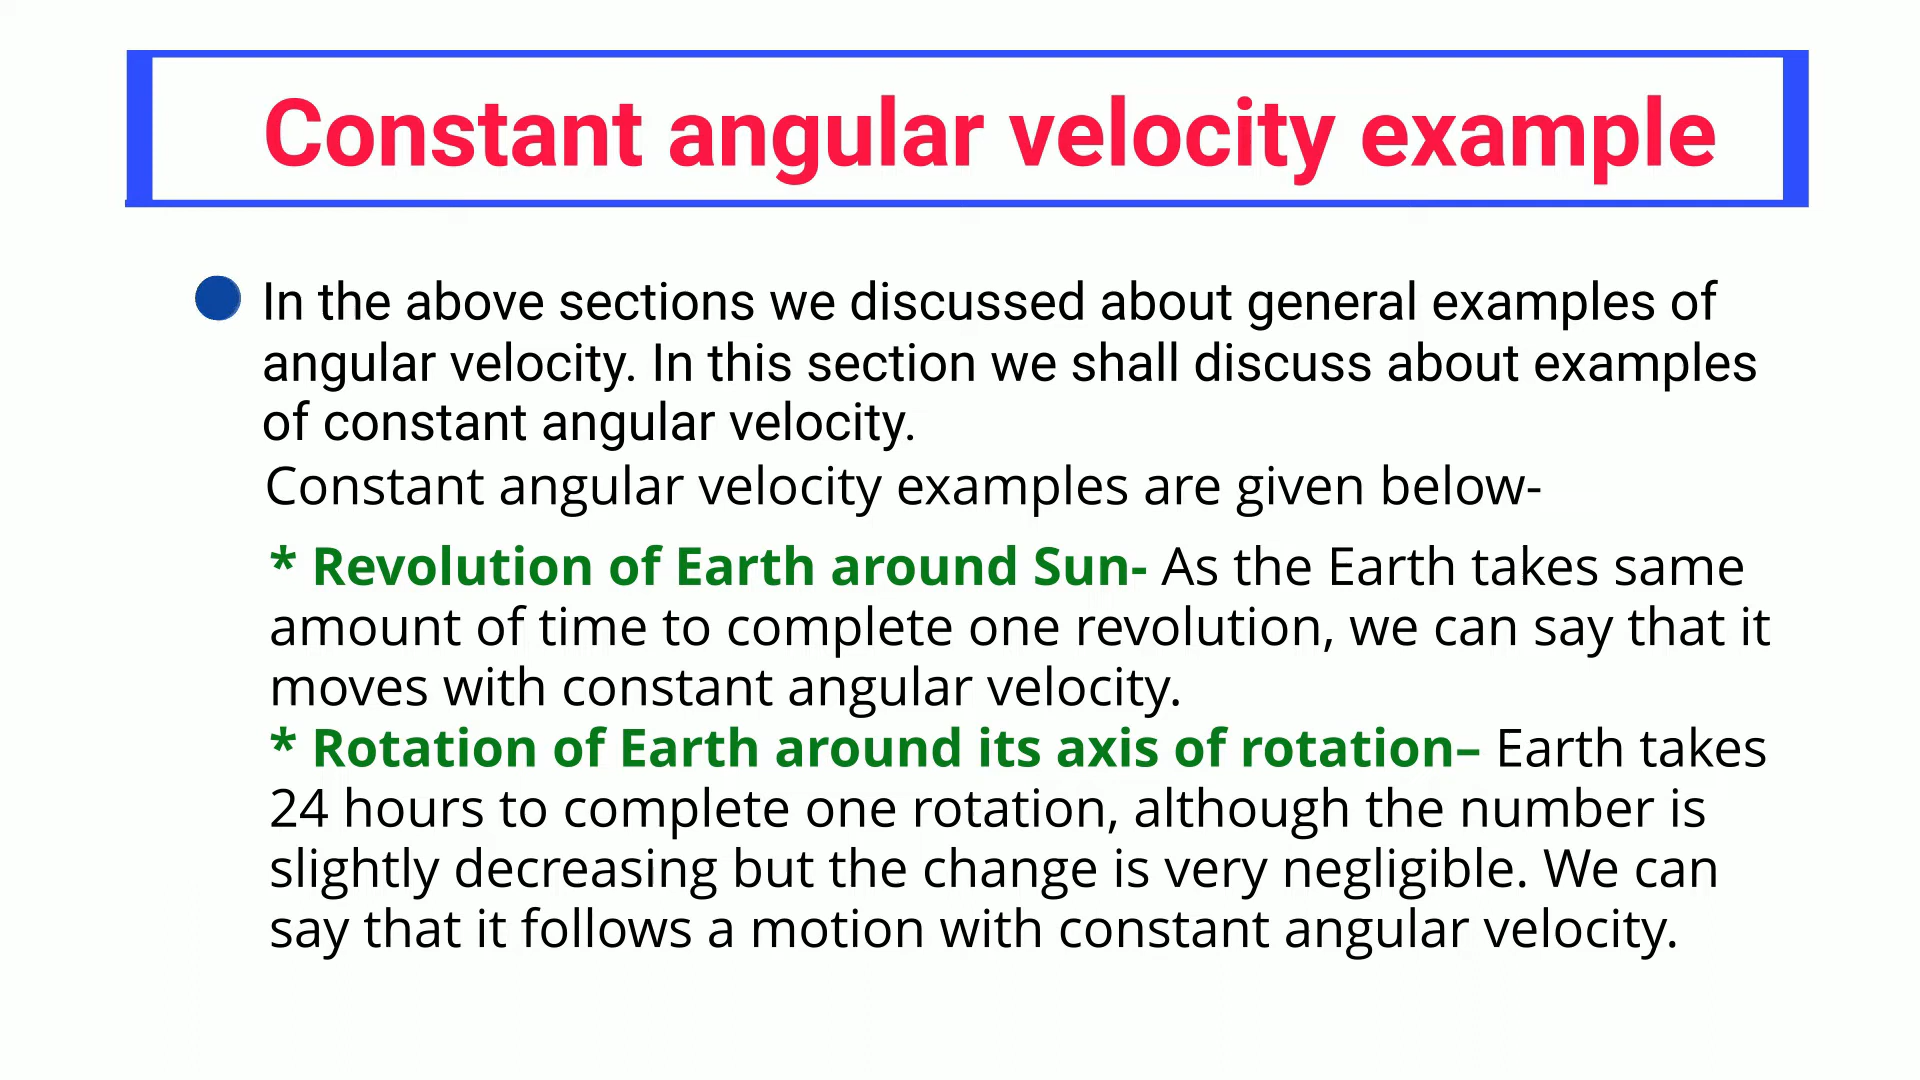 Constant angular velocity example
In the above sections we discussed about general examples of
angular velocity. In this section we shall discuss about examples
of constant angular velocity.
Constant angular velocity examples are given below-
* Revolution of Earth around Sun- As the Earth takes same
amount of time to complete one revolution, we can say that it
moves with constant angular velocity.
* Rotation of Earth around its axis of rotation– Earth takes
24 hours to complete one rotation, although the number is
slightly decreasing but the change is very negligible. We can
say that it follows a motion with constant angular velocity.